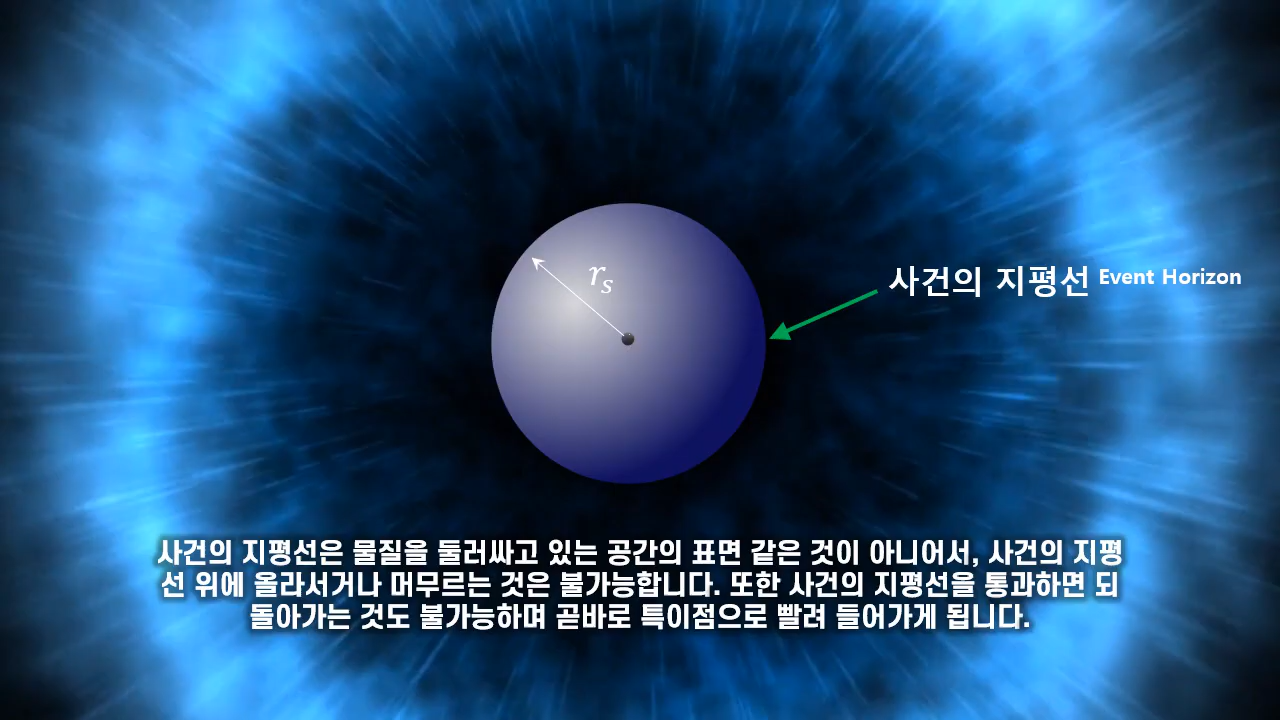 r_s
사건의 지평선 Event Horizon
사건의 지평선은 물질을 둘러싸고 있는 공간의 표면 같은 것이 아니어서, 사건의 지평
선 위에 올라서거나 머무르는 것은 불가능합니다. 또한 사건의 지평선을 통과하면 되
돌아가는 것도 불가능하며 곧바로 특이점으로 빨려 들어가게 됩니다.